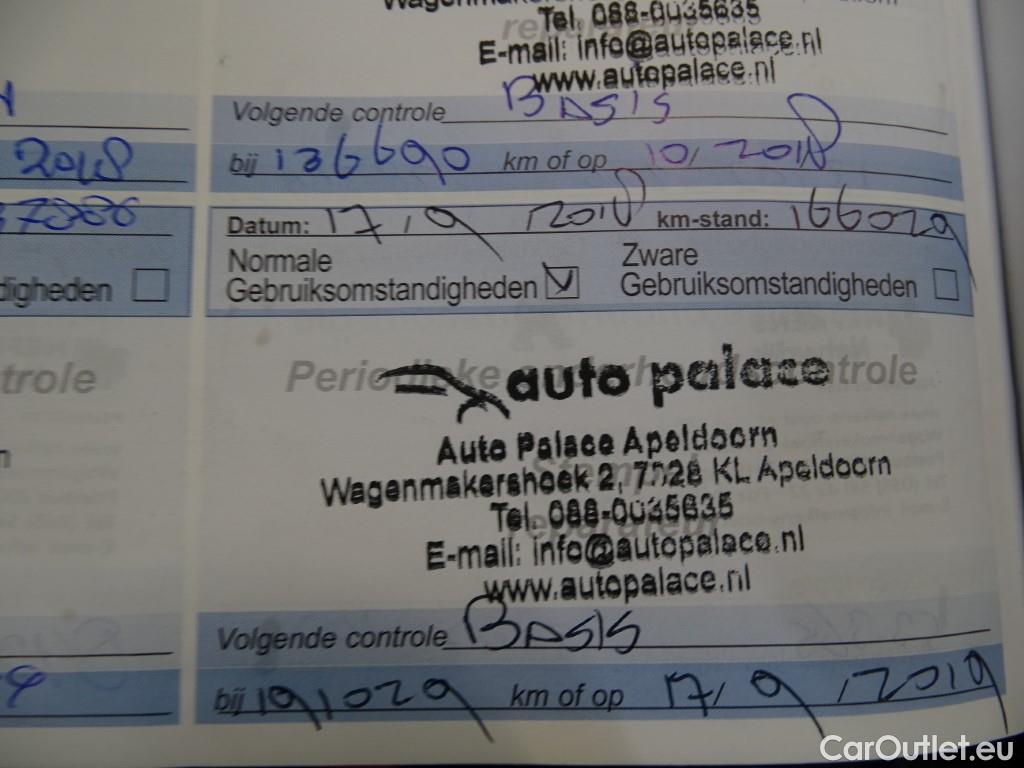 Tel. 088-0035635
E-mail: info@autopalace.nl
www.autopalace.nl
Volgende controle BASIS
2018 bij 136690 km of op 10/2018
Datum: 17/9 /2018 km-stand: 166029
Normale Zware
digheden Gebruiksomstandigheden Gebruiksomstandigheden
trole Periodieke trole
auto palace
Auto Palace Apeldoorn
Wagenmakershoek 2, 7328 KL Apeldoorn
Tel. 088-0035635
reparateur
E-mail: info@autopalace.nl
www.autopalace.nl
Volgende controle BASIS
bij 191029 km of op 17/9/2019
CarOutlet.eu